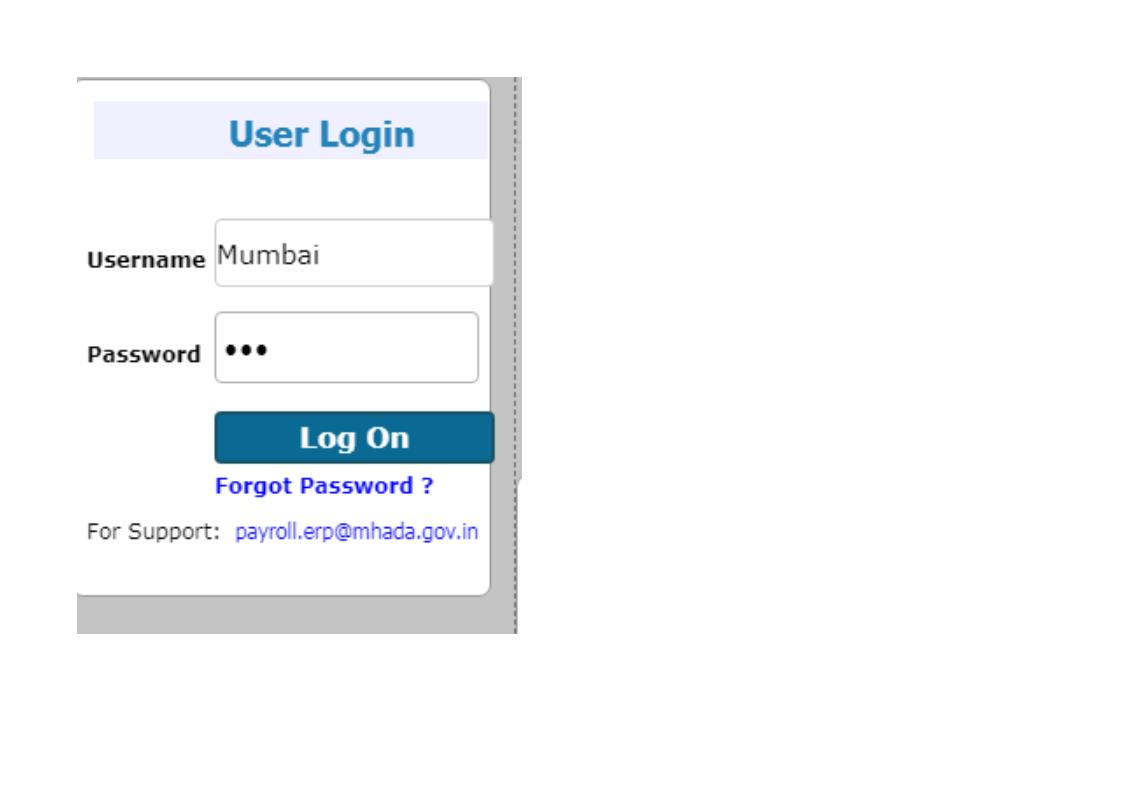 User Login
Username Mumbai
Password •••
Log On
Forgot Password ?
For Support: payroll.erp@mhada.gov.in